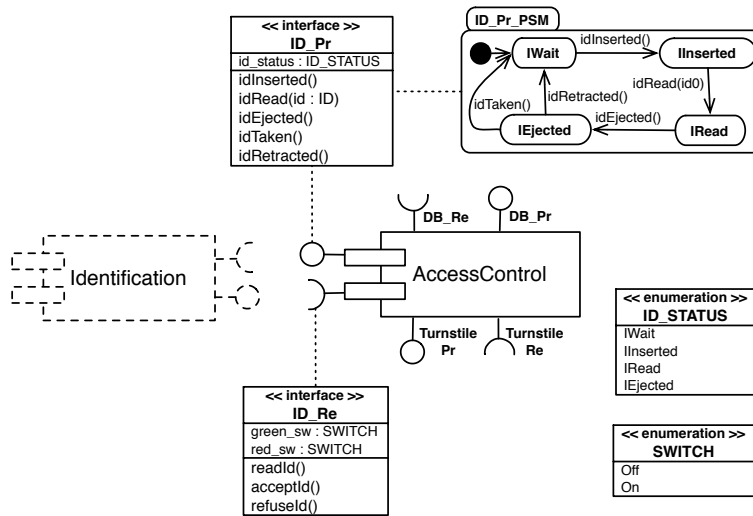 << interface >>
ID_Pr
id_status : ID_STATUS
idInserted()
idRead(id : ID)
idEjected()
idTaken()
idRetracted()
ID_Pr_PSM
IWait
idInserted()
IInserted
idRead(id0)
idTaken()
idRetracted()
IEjected
idEjected()
IRead
DB_Re
DB_Pr
Identification
AccessControl
Turnstile
Pr
Turnstile
Re
<< interface >>
ID_Re
green_sw : SWITCH
red_sw : SWITCH
readId()
acceptId()
refuseId()
<< enumeration >>
ID_STATUS
IWait
IInserted
IRead
IEjected
<< enumeration >>
SWITCH
Off
On